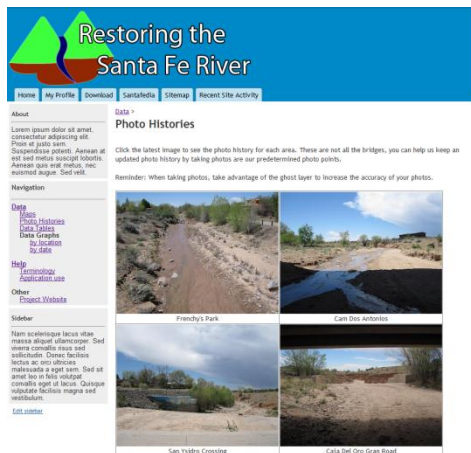 Restoring the
Santa Fe River
Home
My Profile
Download
Santafedia
Sitemap
Recent Site Activity
About
Lorem ipsum dolor sit amet,
consectetur adipiscing elit.
Proin et justo sem.
Suspendisse potenti. Aenean at
est sed metus suscipit lobortis.
Aenean quis erat metus, nec
euismod augue. Sed velit.
Navigation
Data
Maps
Photo Histories
Data Tables
Data Graphs
by location
by date
Help
Terminology
Application use
Other
Project Website
Sidebar
Nam scelerisque lacus vitae
massa aliquet ullamcorper. Sed
viverra convallis risus sed
sollicitudin. Donec facilisis
lectus ac orci ultricies
malesuada a eget sem. Sed sit
amet leo in felis volutpat
convallis eget ut lacus. Quisque
vulputate facilisis magna sed
vestibulum.
Edit sidebar
Data >
Photo Histories
Click the latest image to see the photo history for each area. These are not all the bridges, you can help us keep an
updated photo history by taking photos are our predetermined photo points.
Reminder: When taking photos, take advantage of the ghost layer to increase the accuracy of your photos.
Frenchy's Park
Cam Dos Antonios
San Ysidro Crossing
Caja Del Oro Gran Road